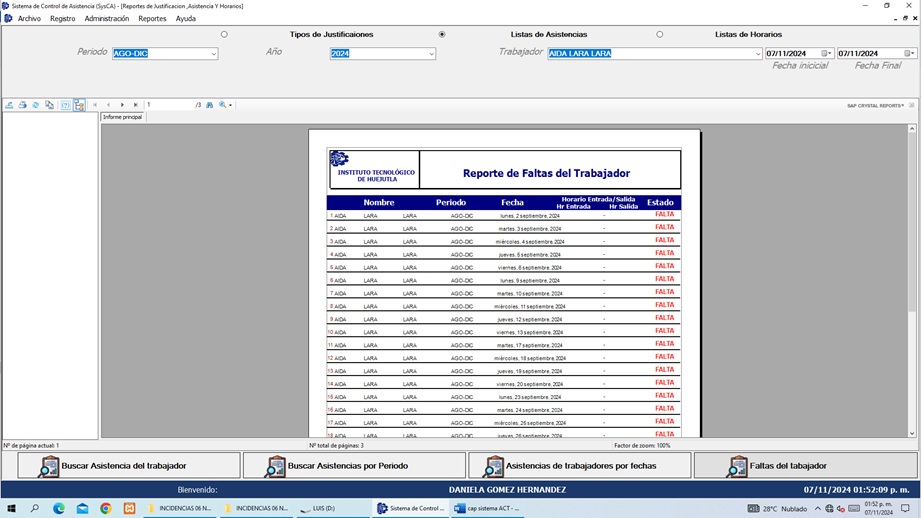 Sistema de Control de Asistencia (SysCA) - [Reportes de Justificacion ,Asistencia Y Horarios]
Archivo Registro Administración Reportes Ayuda
Tipos de Justificaiones Listas de Asistencias Listas de Horarios
Periodo AGO-DIC Año 2024 Trabajador AIDA LARA LARA 07/11/2024 07/11/2024
Fecha inicicial Fecha Final
1 /3 SAP CRYSTAL REPORTS®
Informe principal
INSTITUTO TECNOLÓGICO
DE HUEJUTLA
Reporte de Faltas del Trabajador
Nombre Periodo Fecha Horario Entrada/Salida Estado
Hr Entrada Hr Salida
1 AIDA LARA LARA AGO-DIC lunes, 2 septiembre, 2024 - FALTA
2 AIDA LARA LARA AGO-DIC martes, 3 septiembre, 2024 - FALTA
3 AIDA LARA LARA AGO-DIC miércoles, 4 septiembre, 2024 - FALTA
4 AIDA LARA LARA AGO-DIC jueves, 5 septiembre, 2024 - FALTA
5 AIDA LARA LARA AGO-DIC viernes, 6 septiembre, 2024 - FALTA
6 AIDA LARA LARA AGO-DIC lunes, 9 septiembre, 2024 - FALTA
7 AIDA LARA LARA AGO-DIC martes, 10 septiembre, 2024 - FALTA
8 AIDA LARA LARA AGO-DIC miércoles, 11 septiembre, 2024 - FALTA
9 AIDA LARA LARA AGO-DIC jueves, 12 septiembre, 2024 - FALTA
10 AIDA LARA LARA AGO-DIC viernes, 13 septiembre, 2024 - FALTA
11 AIDA LARA LARA AGO-DIC martes, 17 septiembre, 2024 - FALTA
12 AIDA LARA LARA AGO-DIC miércoles, 18 septiembre, 2024 - FALTA
13 AIDA LARA LARA AGO-DIC jueves, 19 septiembre, 2024 - FALTA
14 AIDA LARA LARA AGO-DIC viernes, 20 septiembre, 2024 - FALTA
15 AIDA LARA LARA AGO-DIC lunes, 23 septiembre, 2024 - FALTA
16 AIDA LARA LARA AGO-DIC martes, 24 septiembre, 2024 - FALTA
17 AIDA LARA LARA AGO-DIC miércoles, 25 septiembre, 2024 - FALTA
18 AIDA LARA LARA AGO-DIC jueves, 26 septiembre, 2024 - FALTA
Nº de página actual: 1 Nº total de páginas: 3 Factor de zoom: 100%
Buscar Asistencia del trabajador Buscar Asistencias por Periodo Asistencias de trabajadores por fechas Faltas del tabajador
Bienvenido: DANIELA GOMEZ HERNANDEZ 07/11/2024 01:52:09 p. m.
INCIDENCIAS 06 N... INCIDENCIAS 06 N... LUIS (D:) Sistema de Control ... cap sistema ACT - ... 28°C Nublado 01:52 p. m.
07/11/2024